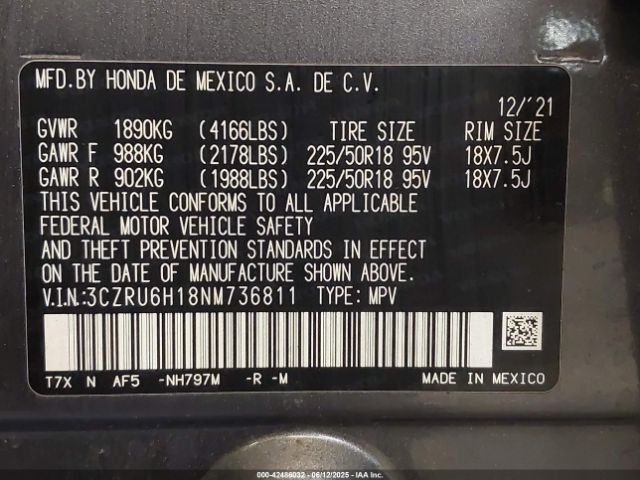 MFD.BY HONDA DE MEXICO S.A. DE C.V.
12/'21
GVWR 1890KG (4166LBS) TIRE SIZE RIM SIZE
GAWR F 988KG (2178LBS) 225/50R18 95V 18X7.5J
GAWR R 902KG (1988LBS) 225/50R18 95V 18X7.5J
THIS VEHICLE CONFORMS TO ALL APPLICABLE
FEDERAL MOTOR VEHICLE SAFETY
AND THEFT PREVENTION STANDARDS IN EFFECT
ON THE DATE OF MANUFACTURE SHOWN ABOVE.
V.I.N.:3CZRU6H18NM736811 TYPE: MPV
T7X N AF5 -NH797M -R -M MADE IN MEXICO
000-42486032 - 06/12/2025 - IAA Inc.